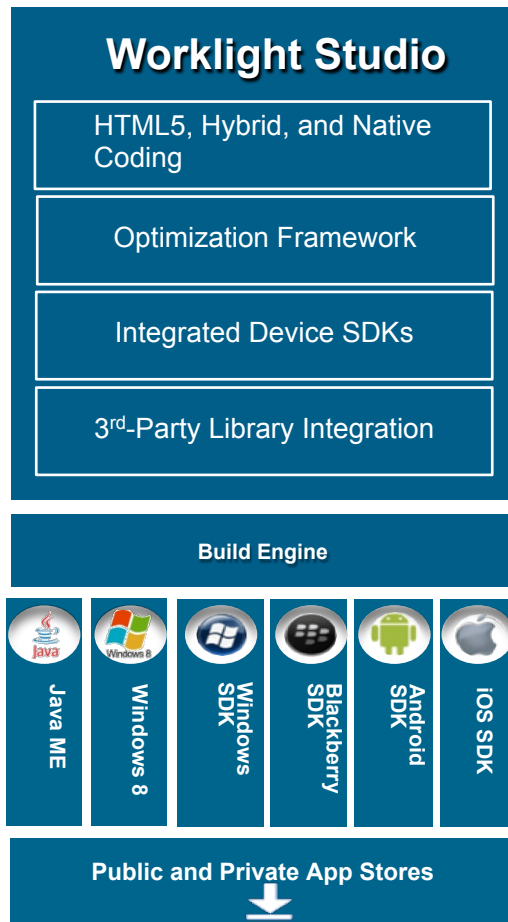 Worklight Studio
HTML5, Hybrid, and Native
Coding
Optimization Framework
Integrated Device SDKs
3rd-Party Library Integration
Build Engine
Java
Windows 8
Java ME
Windows 8
Windows
SDK
Blackberry
SDK
Android
SDK
iOS SDK
Public and Private App Stores